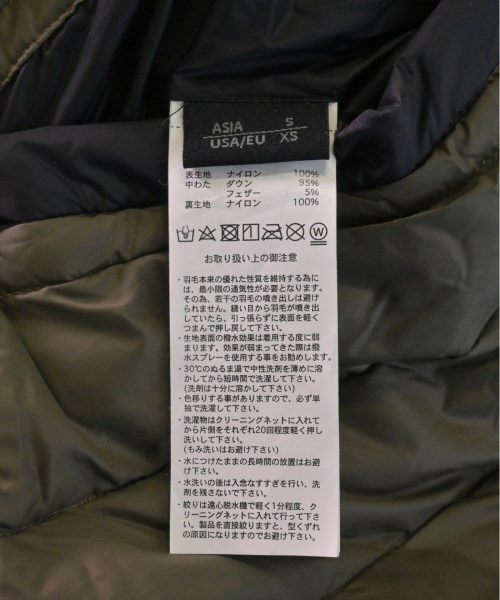 ASIA S
USA/EU XS
表生地 ナイロン 100%
中わた ダウン 95%
フェザー 5%
裏生地 ナイロン 100%
お取り扱い上の御注意
・羽毛本来の優れた性質を維持する為に
は、最小限の通気性が必要となります。
その為、若干の羽毛の噴き出しは避け
られません。縫い目から羽毛が噴き出
していたら、引っ張らずに表面を軽く
つまんで押し戻して下さい。
・生地表面の撥水効果は着用する度に弱
まります。効果が弱まってきた際は撥
水スプレーを使用する事をお勧めします。
・30℃のぬるま湯で中性洗剤を薄めに溶
かしてから短時間で洗濯して下さい。
(洗剤は十分に溶かして下さい)
・色移りする事がありますので、必ず単
独で洗濯して下さい。
・洗濯物はクリーニングネットに入れて
から片側をそれぞれ20回程度軽く押し
洗いして下さい。
(もみ洗いはお避け下さい)
・水につけたままの長時間の放置はお避
け下さい。
・水洗いの後は入念なすすぎを行い、洗
剤を残さないで下さい。
・絞りは遠心脱水機で軽く1分程度、ク
リーニングネットに入れて行って下さ
い。製品を直接絞りますと、型くずれ
の原因になりますのでお避け下さい。